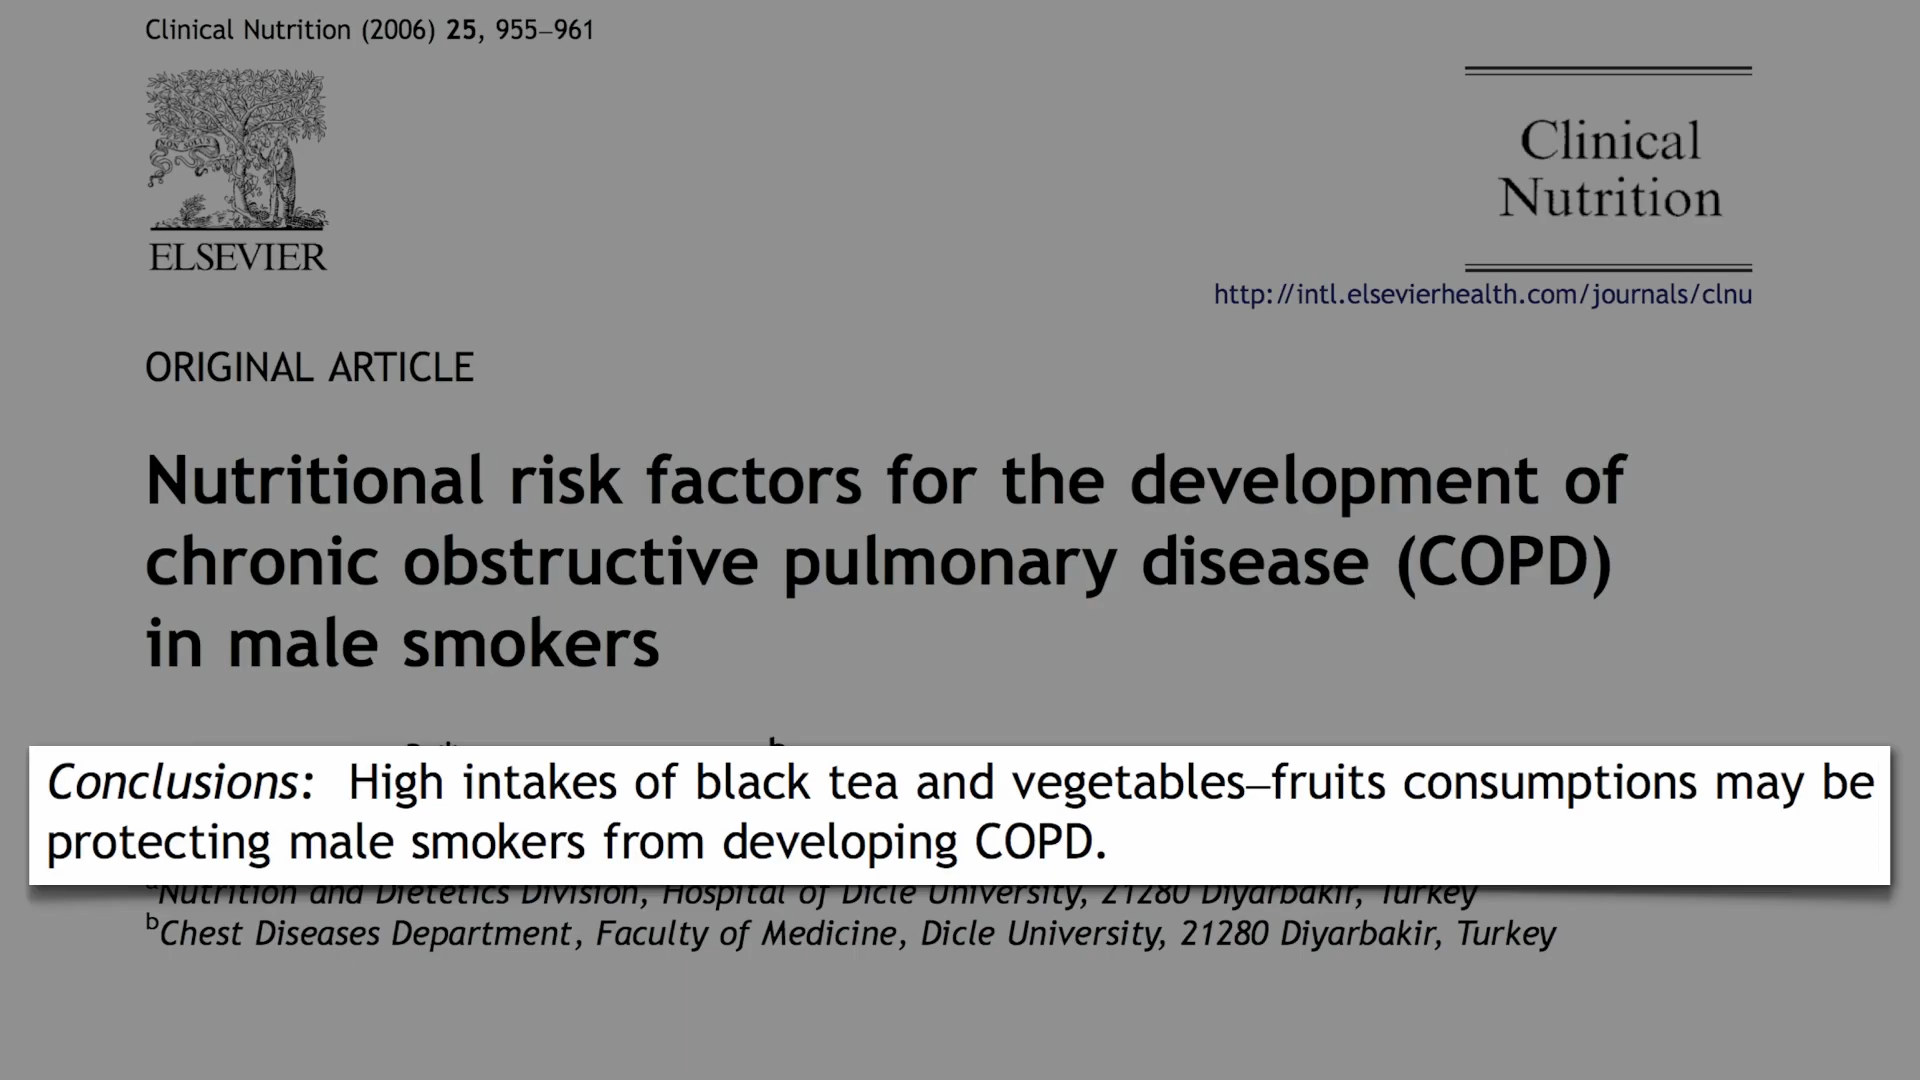 Clinical Nutrition (2006) 25, 955–961
ELSEVIER
Clinical
Nutrition
http://intl.elsevierhealth.com/journals/clnu
ORIGINAL ARTICLE
Nutritional risk factors for the development of
chronic obstructive pulmonary disease (COPD)
in male smokers
Conclusions: High intakes of black tea and vegetables–fruits consumptions may be
protecting male smokers from developing COPD.
aNutrition and Dietetics Division, Hospital of Dicle University, 21280 Diyarbakir, Turkey
bChest Diseases Department, Faculty of Medicine, Dicle University, 21280 Diyarbakir, Turkey